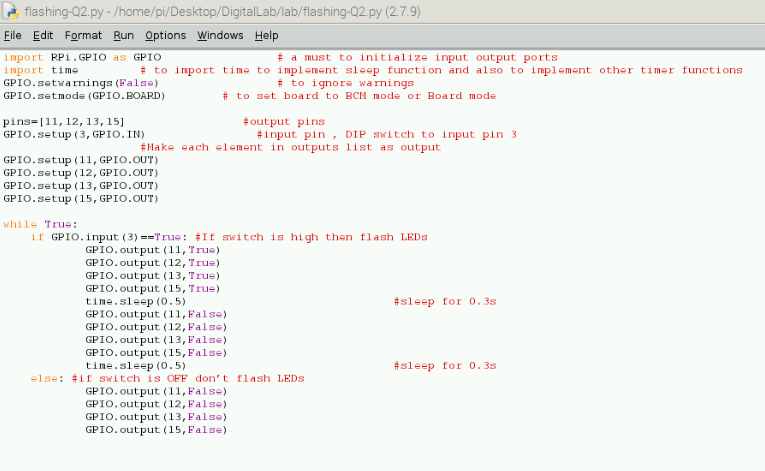 flashing-Q2.py - /home/pi/Desktop/DigitalLab/lab/flashing-Q2.py (2.7.9)
File Edit Format Run Options Windows Help
import RPi.GPIO as GPIO # a must to initialize input output ports
import time # to import time to implement sleep function and also to implement other timer functions
GPIO.setwarnings(False) # to ignore warnings
GPIO.setmode(GPIO.BOARD) # to set board to BCM mode or Board mode
pins=[11,12,13,15] #output pins
GPIO.setup(3,GPIO.IN) #input pin , DIP switch to input pin 3
#Make each element in outputs list as output
GPIO.setup(11,GPIO.OUT)
GPIO.setup(12,GPIO.OUT)
GPIO.setup(13,GPIO.OUT)
GPIO.setup(15,GPIO.OUT)
while True:
if GPIO.input(3)==True: #If switch is high then flash LEDs
GPIO.output(11,True)
GPIO.output(12,True)
GPIO.output(13,True)
GPIO.output(15,True)
time.sleep(0.5) #sleep for 0.3s
GPIO.output(11,False)
GPIO.output(12,False)
GPIO.output(13,False)
GPIO.output(15,False)
time.sleep(0.5) #sleep for 0.3s
else: #if switch is OFF don't flash LEDs
GPIO.output(11,False)
GPIO.output(12,False)
GPIO.output(13,False)
GPIO.output(15,False)